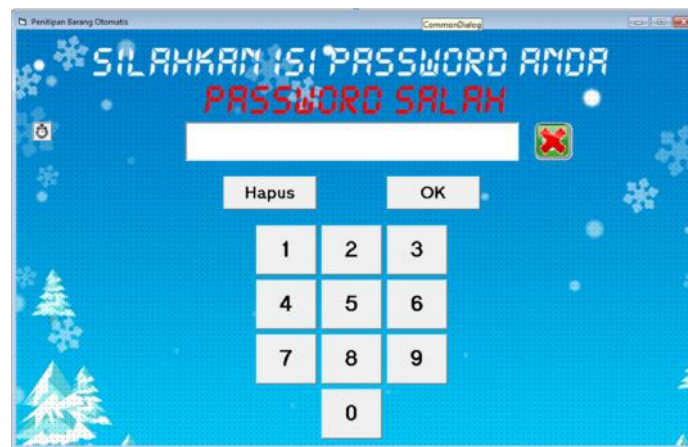 Penitipan Barang Otomatis
CommonDialog
SILAHKAN ISI PASSWORD ANDA
PASSWORD SALAH
Hapus OK
1 2 3
4 5 6
7 8 9
0